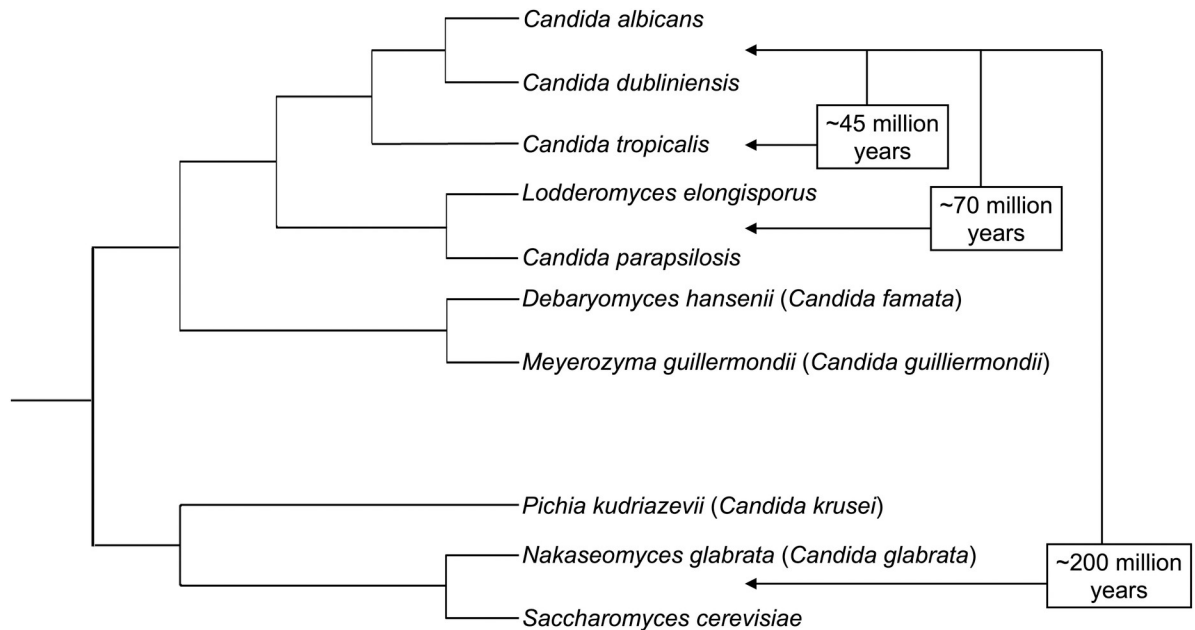 Candida albicans
Candida dubliniensis
~45 million
years
Candida tropicalis
Lodderomyces elongisporus
~70 million
years
Candida parapsilosis
Debaryomyces hansenii (Candida famata)
Meyerozyma guillermondii (Candida guilliermondii)
Pichia kudriazevii (Candida krusei)
Nakaseomyces glabrata (Candida glabrata)
~200 million
years
Saccharomyces cerevisiae